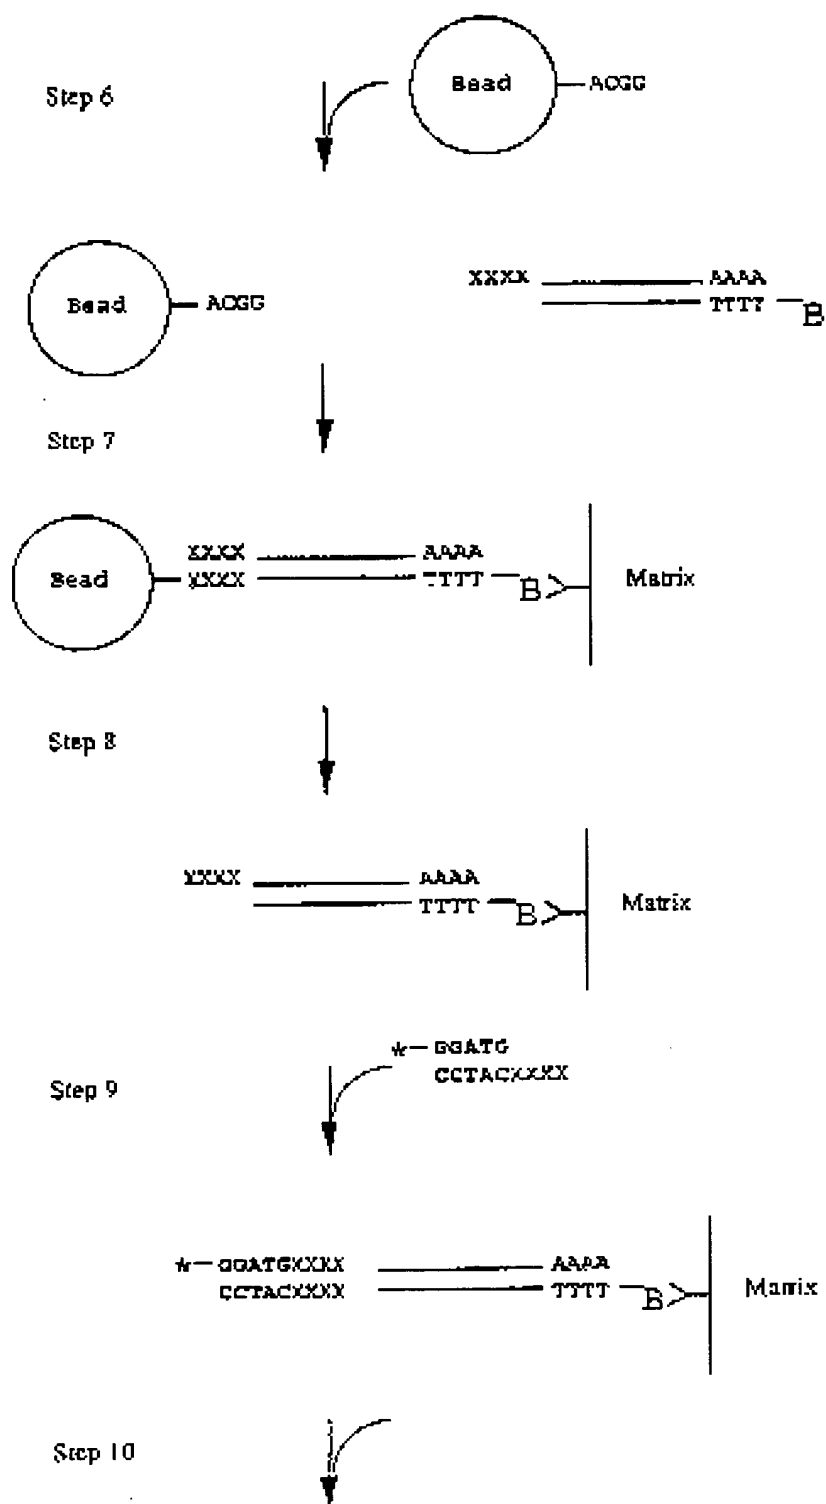 Step 6
Bead ACGG
Bead ACGG
XXXX AAAA
TTTT B
Step 7
XXXX AAAA
Bead XXXX TTTT B Matrix
Step 8
XXXX AAAA
TTTT B Matrix
*GGATG
CCTACXXXX
Step 9
*GGATGXXXX AAAA
CCTACXXXX TTTT B Matrix
Step 10